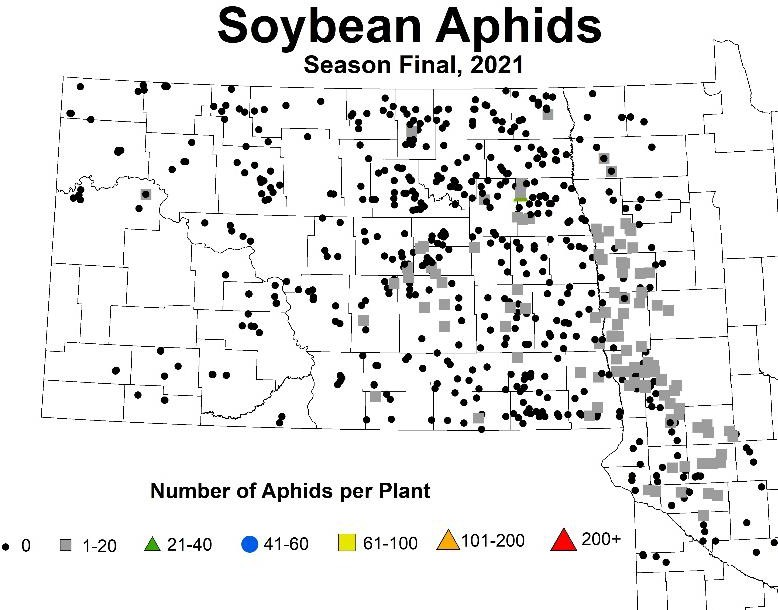 Soybean Aphids
Season Final, 2021
Number of Aphids per Plant
0 1-20 21-40 41-60 61-100 101-200 200+